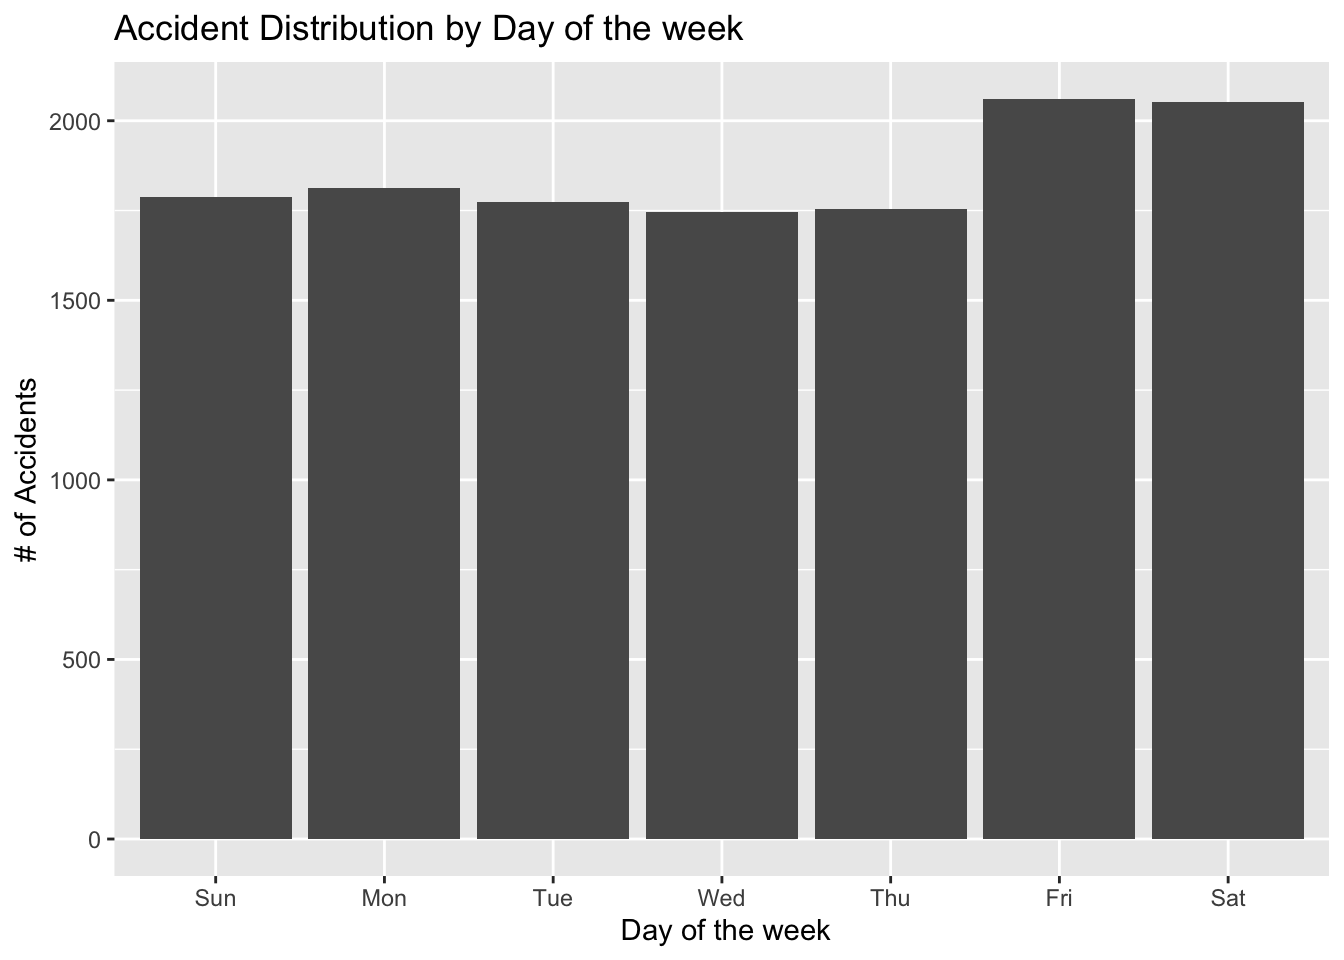 Accident Distribution by Day of the week
# of Accidents
2000
1500
1000
500
0
Sun Mon Tue Wed Thu Fri Sat
Day of the week